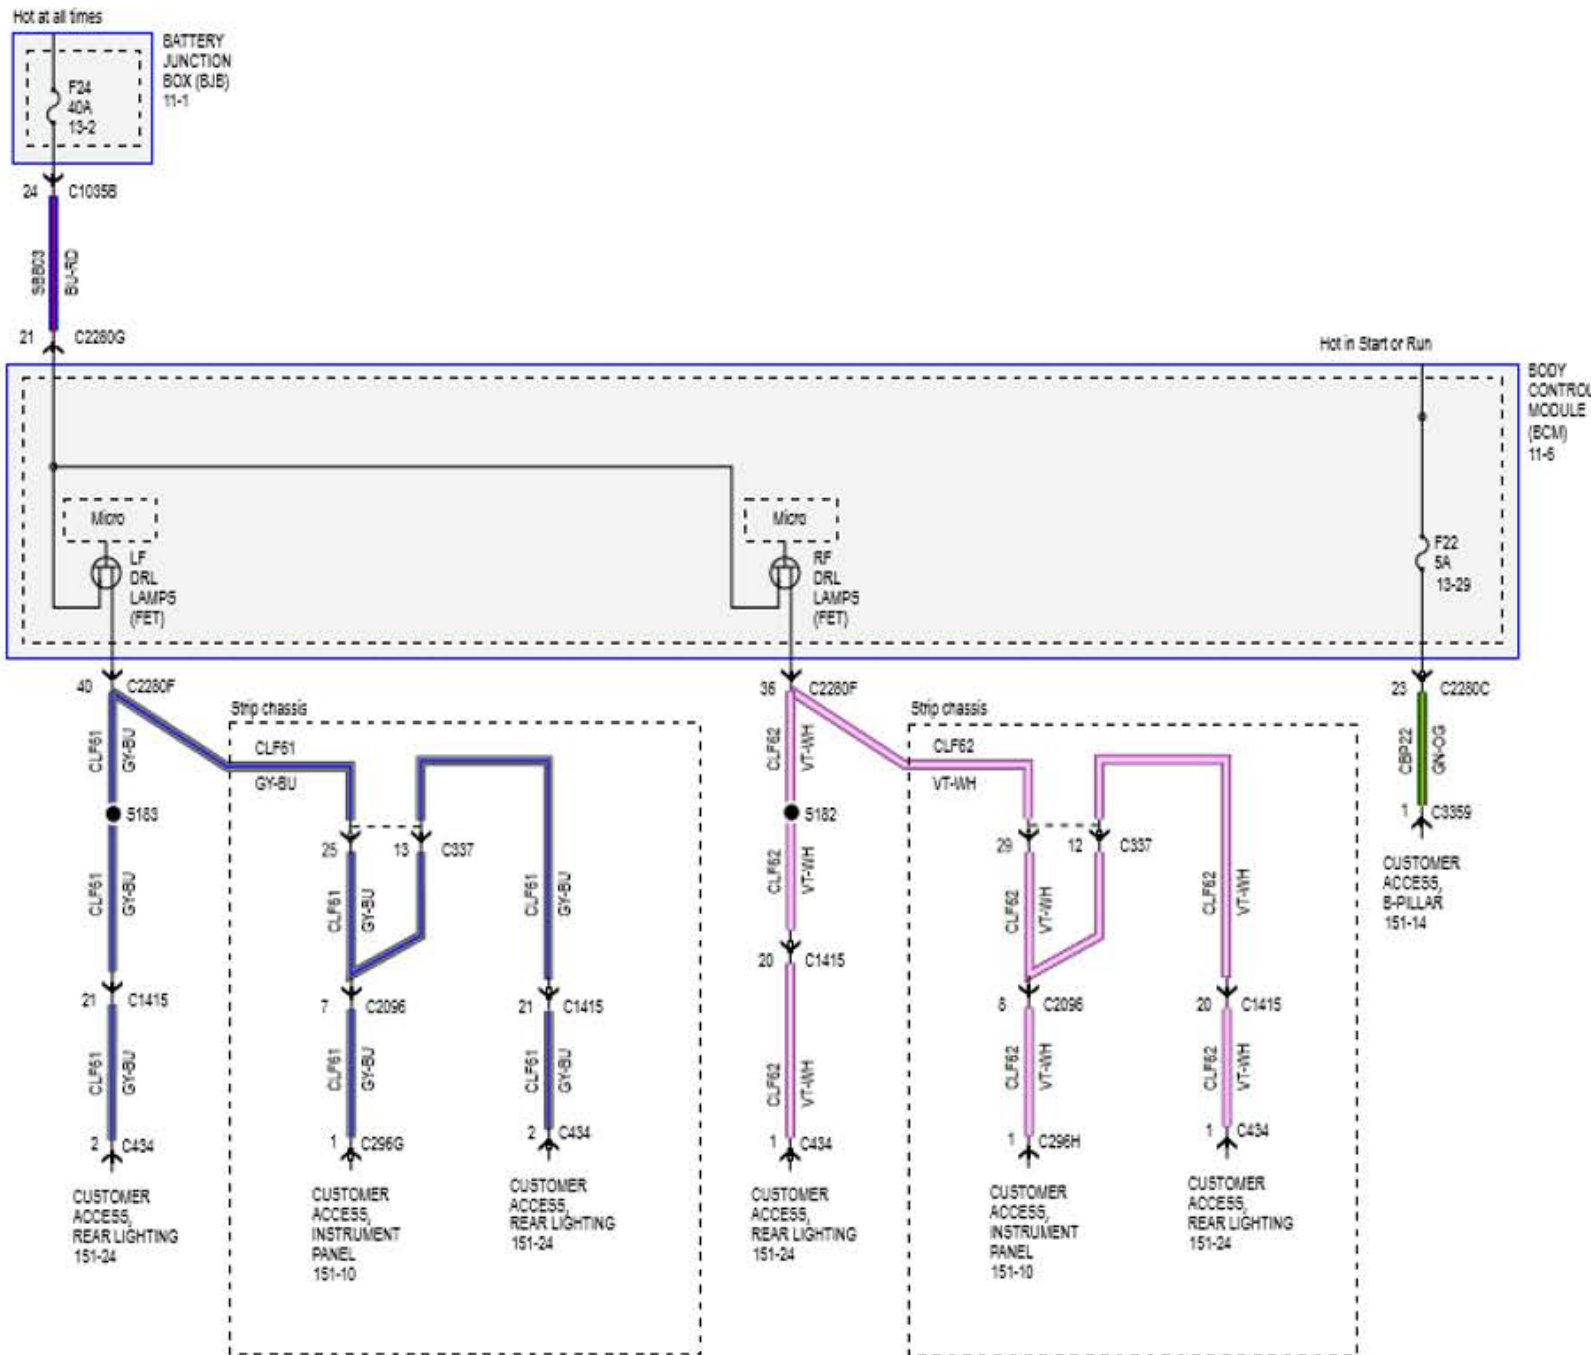 Hot at all times
BATTERY
JUNCTION
BOX (BJB)
11-1
F24
40A
13-2
24 C1035B
SBB03
BU-RD
21 C2280G
Hot in Start or Run
BODY
CONTROL
MODULE
(BCM)
11-6
Micro
LF
DRL
LAMPS
(FET)
Micro
RF
DRL
LAMPS
(FET)
F22
5A
13-29
40 C2280F
CLF61
GY-BU
S183
CLF61
GY-BU
21 C1415
CLF61
GY-BU
2 C434
CUSTOMER
ACCESS,
REAR LIGHTING
151-24
Strip chassis
CLF61
GY-BU
25
13 C337
CLF61
GY-BU
CLF61
GY-BU
7 C2096
21 C1415
CLF61
GY-BU
CLF61
GY-BU
1 C296G
2 C434
CUSTOMER
ACCESS,
INSTRUMENT
PANEL
151-10
CUSTOMER
ACCESS,
REAR LIGHTING
151-24
36 C2280F
CLF62
VT-WH
S182
CLF62
VT-WH
20 C1415
CLF62
VT-WH
1 C434
CUSTOMER
ACCESS,
REAR LIGHTING
151-24
Strip chassis
CLF62
VT-WH
29
12 C337
CLF62
VT-WH
CLF62
VT-WH
8 C2096
20 C1415
CLF62
VT-WH
CLF62
VT-WH
1 C296H
1 C434
CUSTOMER
ACCESS,
INSTRUMENT
PANEL
151-10
CUSTOMER
ACCESS,
REAR LIGHTING
151-24
23 C2280C
CBP22
GN-OG
1 C3359
CUSTOMER
ACCESS,
B-PILLAR
151-14